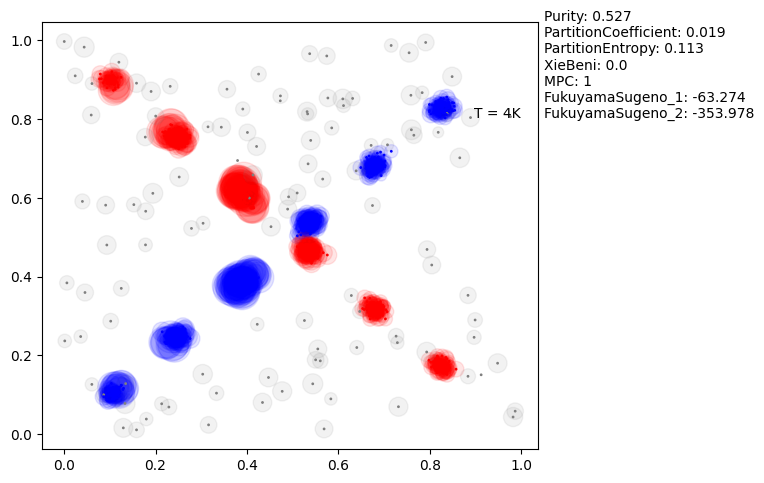 Purity: 0.527
PartitionCoefficient: 0.019
PartitionEntropy: 0.113
XieBeni: 0.0
MPC: 1
FukuyamaSugeno_1: -63.274
FukuyamaSugeno_2: -353.978
T = 4K
1.0
0.8
0.6
0.4
0.2
0.0
0.0 0.2 0.4 0.6 0.8 1.0